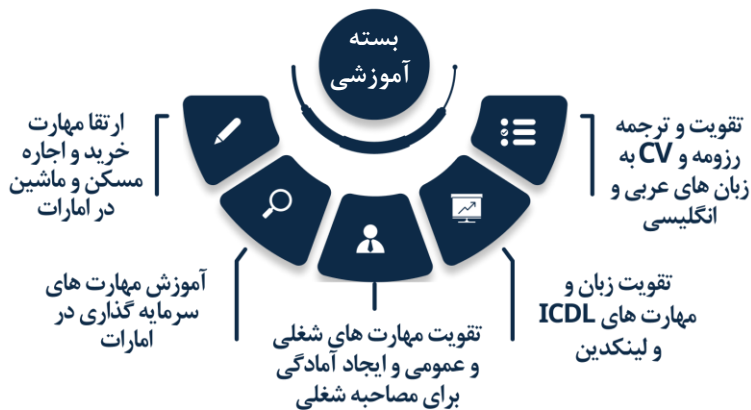 بسته
آموزشی
تقویت و ترجمه
رزومه و CV به
زبان های عربی و
انگلیسی
تقویت زبان و
مهارت های ICDL
و لینکدین
تقویت مهارت های شغلی
و عمومی و ایجاد آمادگی
برای مصاحبه شغلی
آموزش مهارت های
سرمایه گذاری در
امارات
ارتقا مهارت
خرید و اجاره
مسکن و ماشین
در امارات